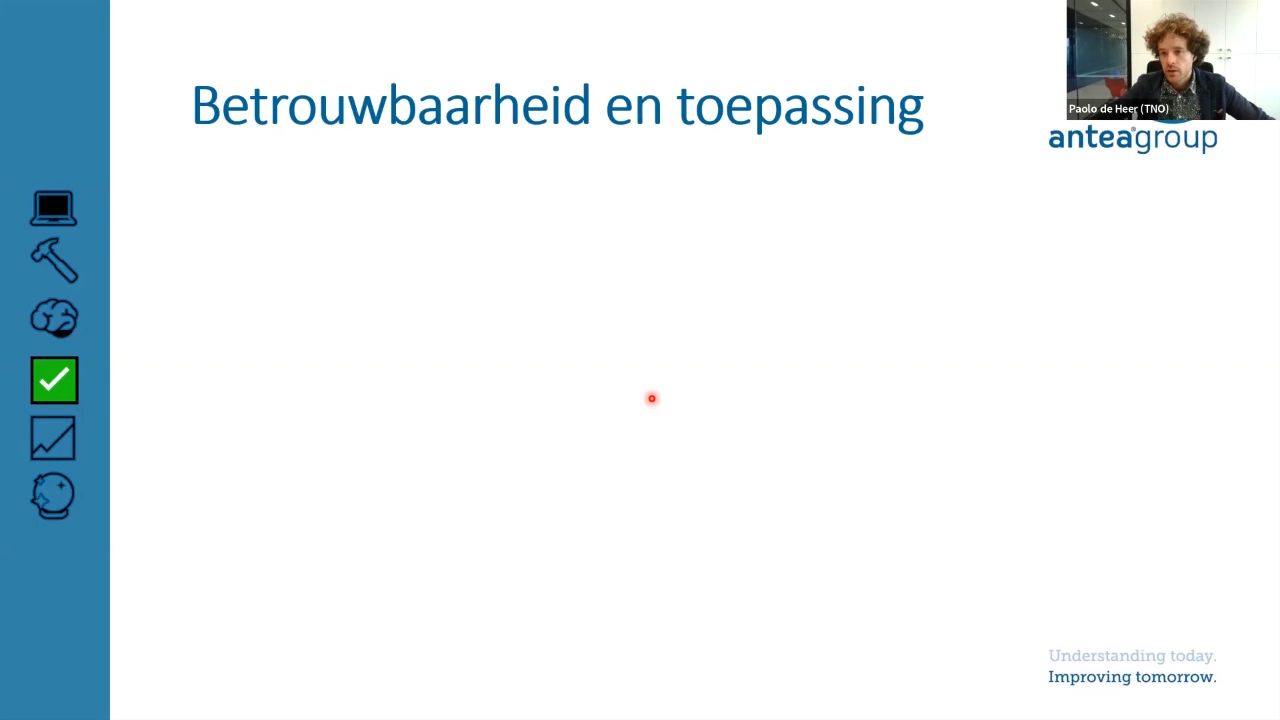 Betrouwbaarheid en toepassing
Paolo de Heer (TNO)
anteagroup
Understanding today.
Improving tomorrow.